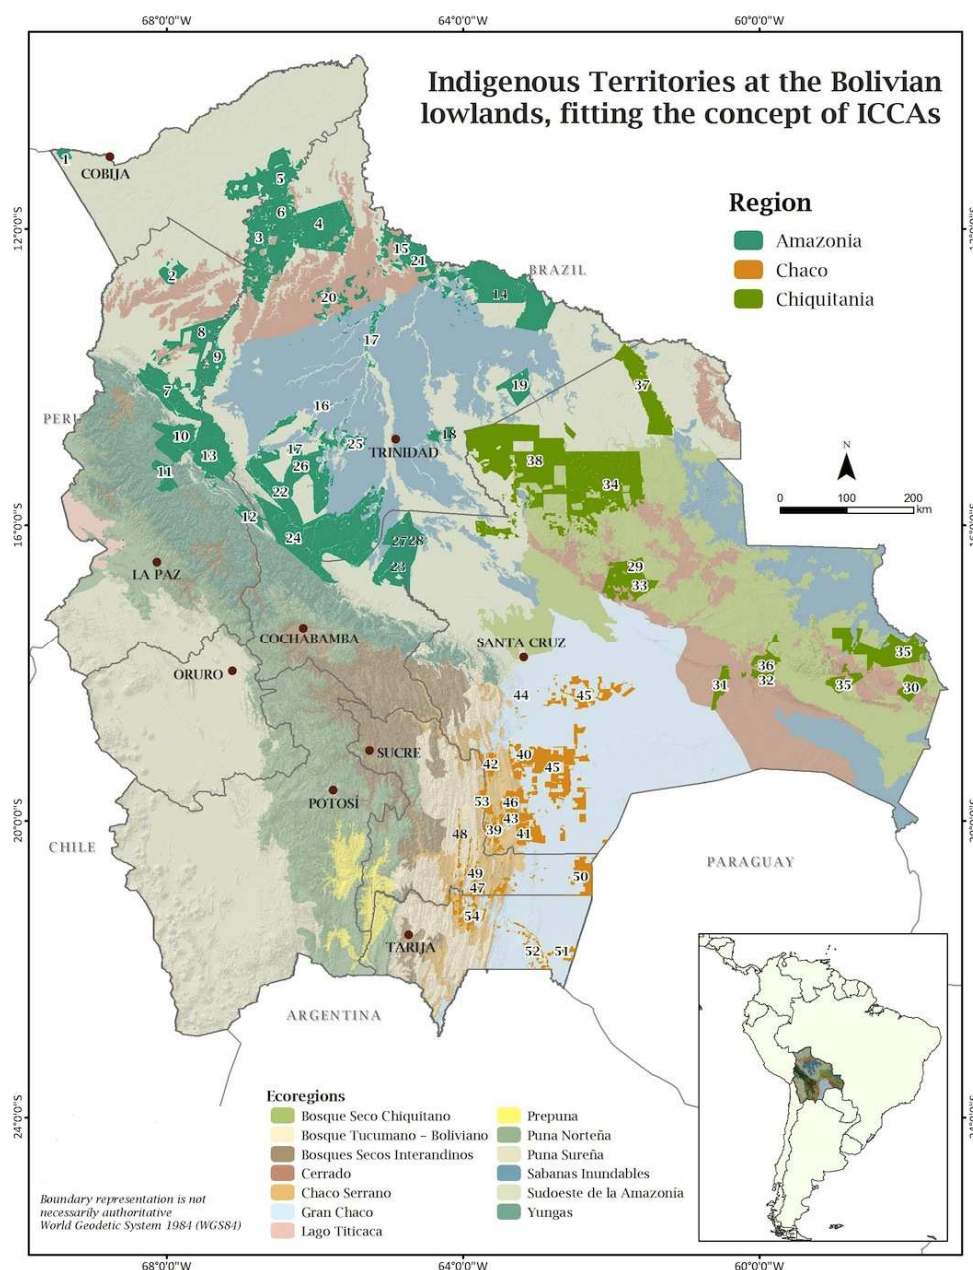 68°0'0"W 64°0'0"W 60°0'0"W
Indigenous Territories at the Bolivian
lowlands, fitting the concept of ICCAs
1
COBIJA
5
Region
6
4
12°0'0"S
3
Amazonia
15
21
BRAZIL
Chaco
2
14
20
Chiquitania
8
17
9
7
19
37
16
PERU
10
25
18
TRINIDAD
13
17
26
38
N
11
22
34
0 100 200
km
12
16°0'0"S
24
27 28
23
29
LA PAZ
33
COCHABAMBA
SANTA CRUZ
35
ORURO
36
32
31
35
30
44
45
SUCRE
40
42
45
POTOSÍ
53
46
43
20°0'0"S
48
39
41
CHILE
PARAGUAY
49
50
47
54
TARIJA
52
51
ARGENTINA
Ecoregions
Bosque Seco Chiquitano
Bosque Tucumano – Boliviano
Bosques Secos Interandinos
Cerrado
Chaco Serrano
Gran Chaco
Lago Titicaca
Prepuna
Puna Norteña
Puna Sureña
Sabanas Inundables
Sudoeste de la Amazonía
Yungas
24°0'0"S
Boundary representation is not
necessarily authoritative
World Geodetic System 1984 (WGS84)
68°0'0"W 64°0'0"W 60°0'0"W